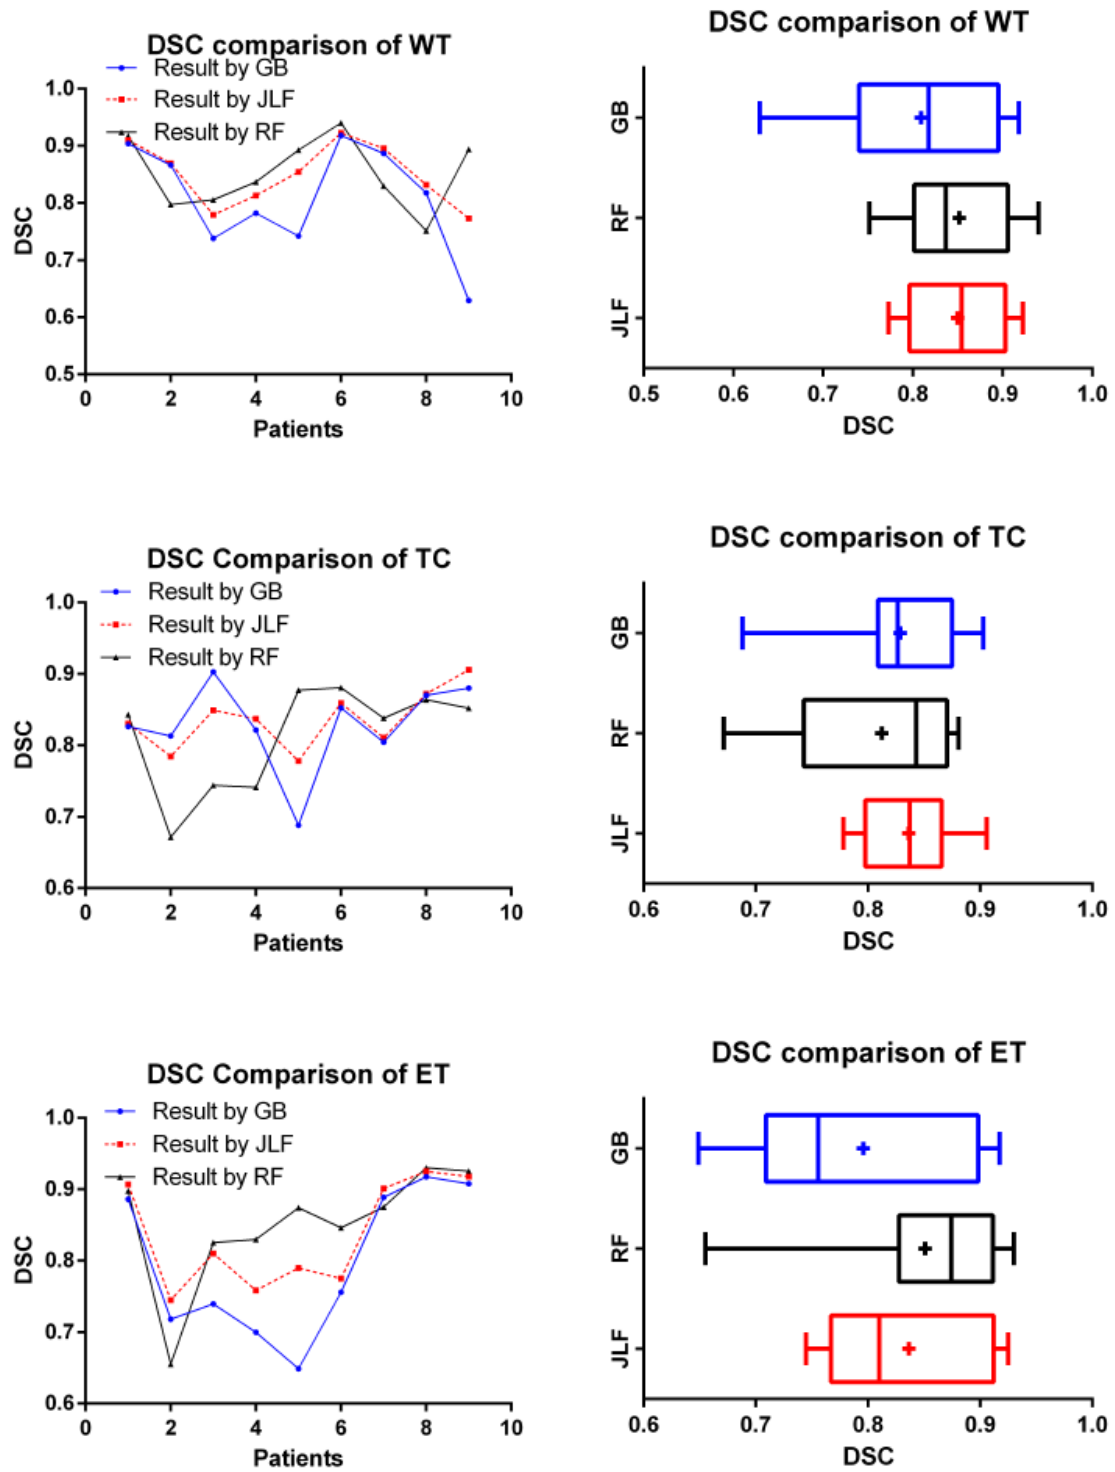 DSC comparison of WT
Result by GB
Result by JLF
Result by RF
1.0
0.9
0.8
0.7
0.6
0.5
DSC
0 2 4 6 8 10
Patients
DSC comparison of WT
GB
RF
JLF
0.5 0.6 0.7 0.8 0.9 1.0
DSC
DSC Comparison of TC
Result by GB
Result by JLF
Result by RF
1.0
0.9
0.8
0.7
0.6
DSC
0 2 4 6 8 10
Patients
DSC comparison of TC
GB
RF
JLF
0.6 0.7 0.8 0.9 1.0
DSC
DSC Comparison of ET
Result by GB
Result by JLF
Result by RF
1.0
0.9
0.8
0.7
0.6
DSC
0 2 4 6 8 10
Patients
DSC comparison of ET
GB
RF
JLF
0.6 0.7 0.8 0.9 1.0
DSC